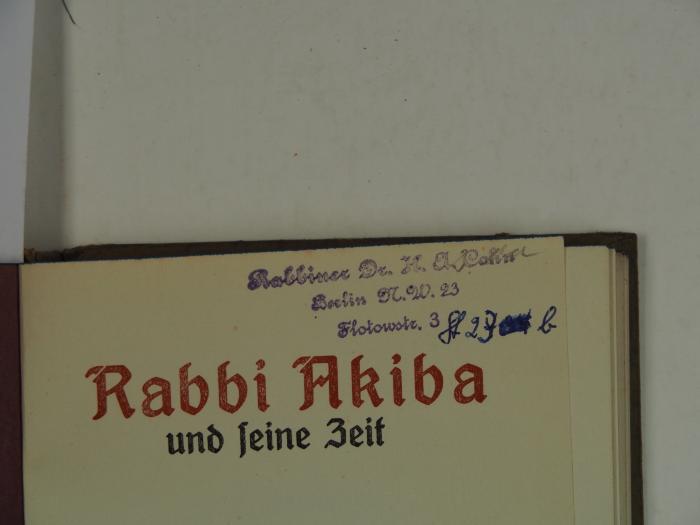 Rabbiner Dr. H. A. Cohn
Berlin N.W. 23
Flotowstr. 3
b
Rabbi Akiba
und seine Zeit